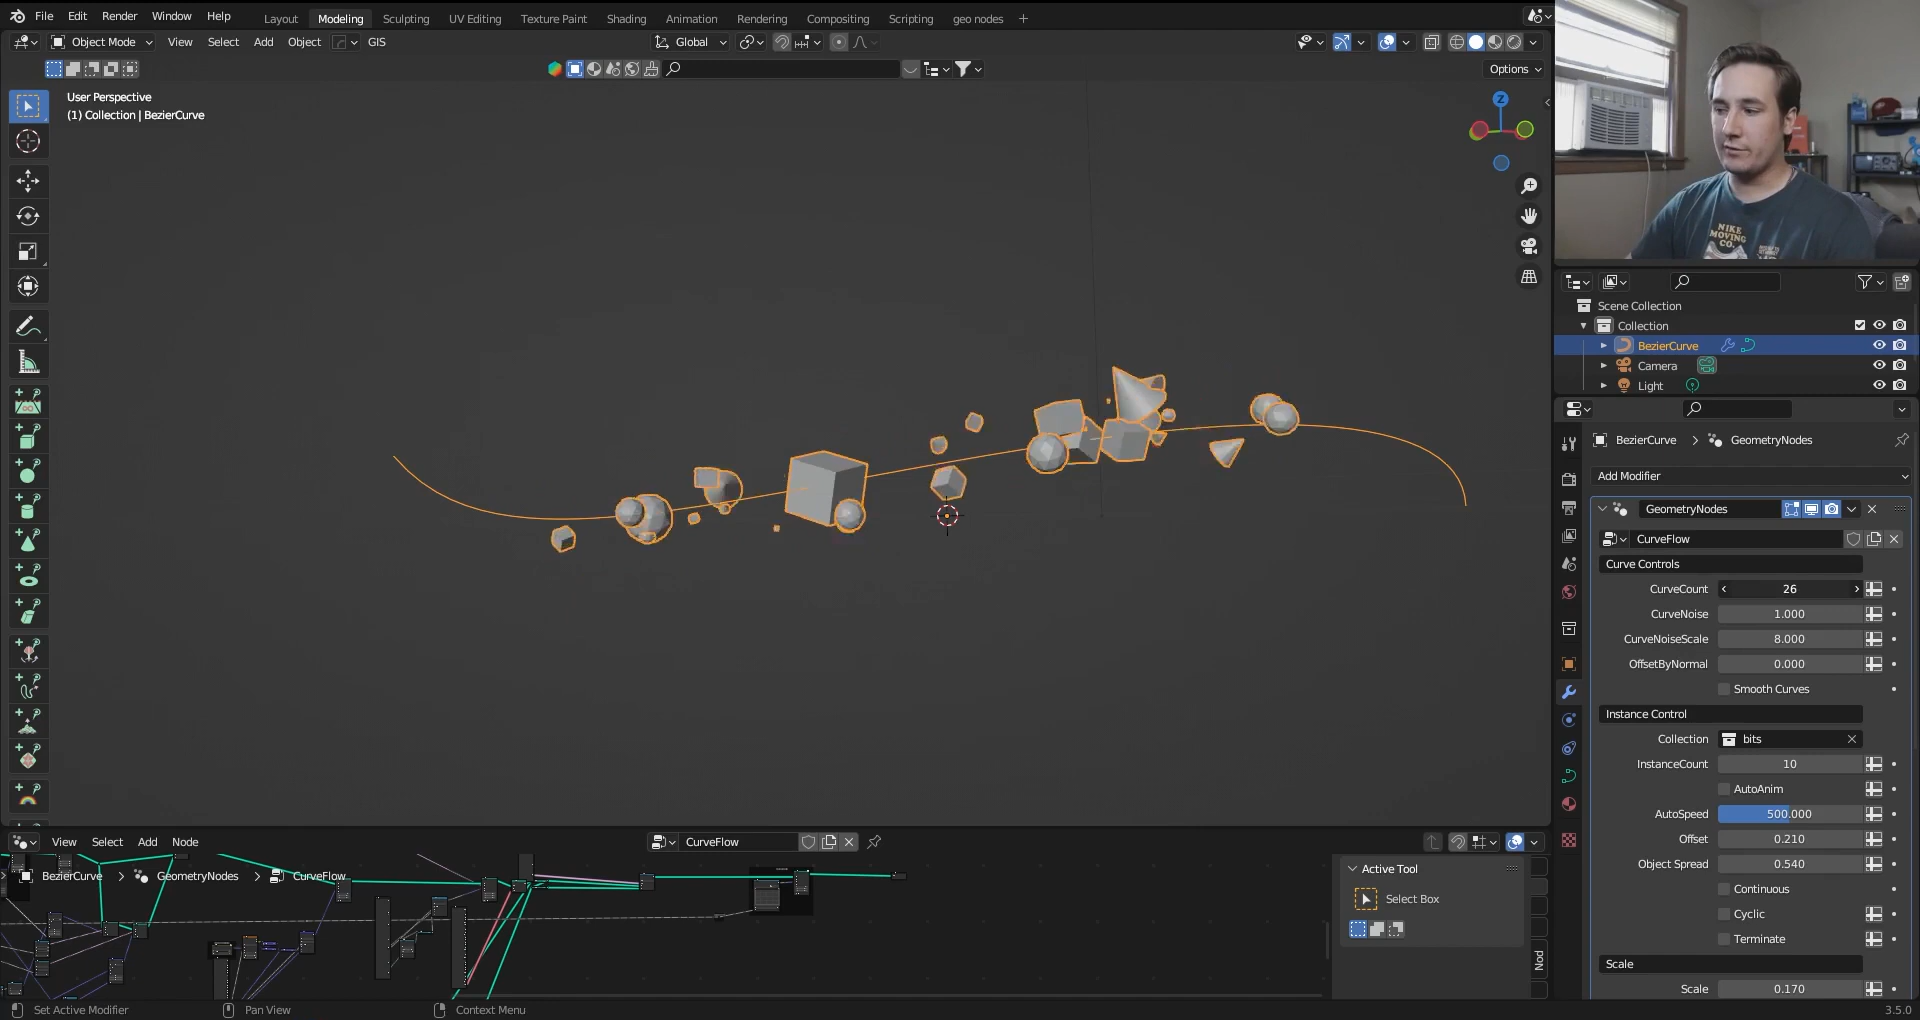 File Edit Render Window Help Layout Modeling Sculpting UV Editing Texture Paint Shading Animation Rendering Compositing Scripting geo nodes +
Object Mode View Select Add Object GIS Global
Options
User Perspective
(1) Collection | BezierCurve
Z
NIKE
MOVING
CO.
Scene Collection
Collection
BezierCurve
Camera
Light
BezierCurve > GeometryNodes
Add Modifier
GeometryNodes
CurveFlow
Curve Controls
CurveCount 26
CurveNoise 1.000
CurveNoiseScale 8.000
OffsetByNormal 0.000
Smooth Curves
Instance Control
Collection bits
InstanceCount 10
AutoAnim
AutoSpeed 500.000
Offset 0.210
Object Spread 0.540
Continuous
Cyclic
Terminate
Scale
Scale 0.170
View Select Add Node CurveFlow
BezierCurve > GeometryNodes > CurveFlow
Active Tool
Select Box
Nod
Set Active Modifier Pan View Context Menu 3.5.0